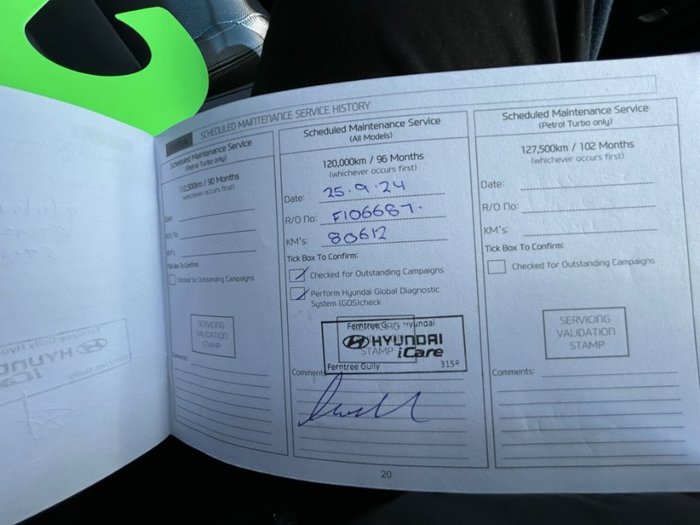 SCHEDULED MAINTENANCE SERVICE HISTORY
Scheduled Maintenance Service
(Petrol Turbo only)
112,500km / 90 Months
(whichever occurs first)
Date:
R/O No:
KM's:
Tick Box To Confirm:
Checked for Outstanding Campaigns
SERVICING
VALIDATION
STAMP
Comments:
Scheduled Maintenance Service
(All Models)
120,000km / 96 Months
(whichever occurs first)
Date: 25.9.24
R/O No: F106687.
KM's: 80612
Tick Box To Confirm:
Checked for Outstanding Campaigns
Perform Hyundai Global Diagnostic
System (GDS)check
Ferntree Gully Hyundai
HYUNDAI
STAMP iCare
Ferntree Gully 315º
Comments:
Scheduled Maintenance Service
(Petrol Turbo only)
127,500km / 102 Months
(whichever occurs first)
Date:
R/O No:
KM's:
Tick Box To Confirm:
Checked for Outstanding Campaigns
SERVICING
VALIDATION
STAMP
Comments:
20